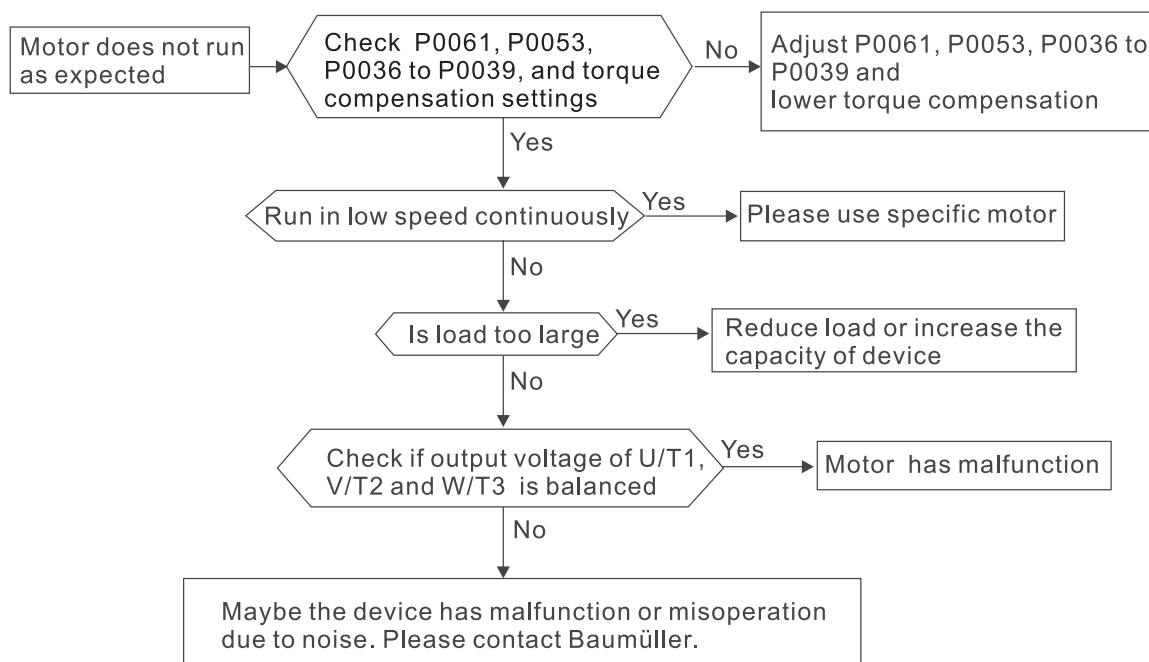 Motor does not run
as expected
Check P0061, P0053,
P0036 to P0039, and torque
compensation settings
No
Adjust P0061, P0053, P0036 to
P0039 and
lower torque compensation
Yes
Run in low speed continuously
Yes
Please use specific motor
No
Is load too large
Yes
Reduce load or increase the
capacity of device
No
Check if output voltage of U/T1,
V/T2 and W/T3 is balanced
Yes
Motor has malfunction
No
Maybe the device has malfunction or misoperation
due to noise. Please contact Baumüller.